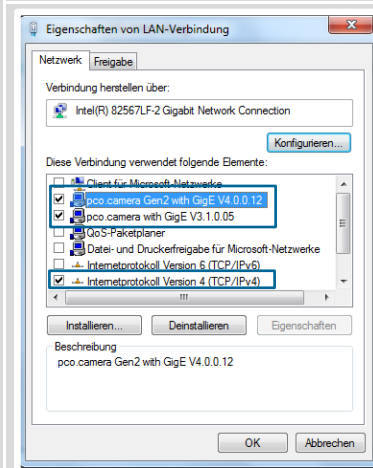 Eigenschaften von LAN-Verbindung
Netzwerk Freigabe
Verbindung herstellen über:
Intel(R) 82567LF-2 Gigabit Network Connection
Konfigurieren...
Diese Verbindung verwendet folgende Elemente:
Client für Microsoft-Netzwerke
pco.camera Gen2 with GigE V4.0.0.12
pco.camera with GigE V3.1.0.05
QoS-Paketplaner
Datei- und Druckerfreigabe für Microsoft-Netzwerke
Internetprotokoll Version 6 (TCP/IPv6)
Internetprotokoll Version 4 (TCP/IPv4)
Installieren... Deinstallieren Eigenschaften
Beschreibung
pco.camera Gen2 with GigE V4.0.0.12
OK Abbrechen